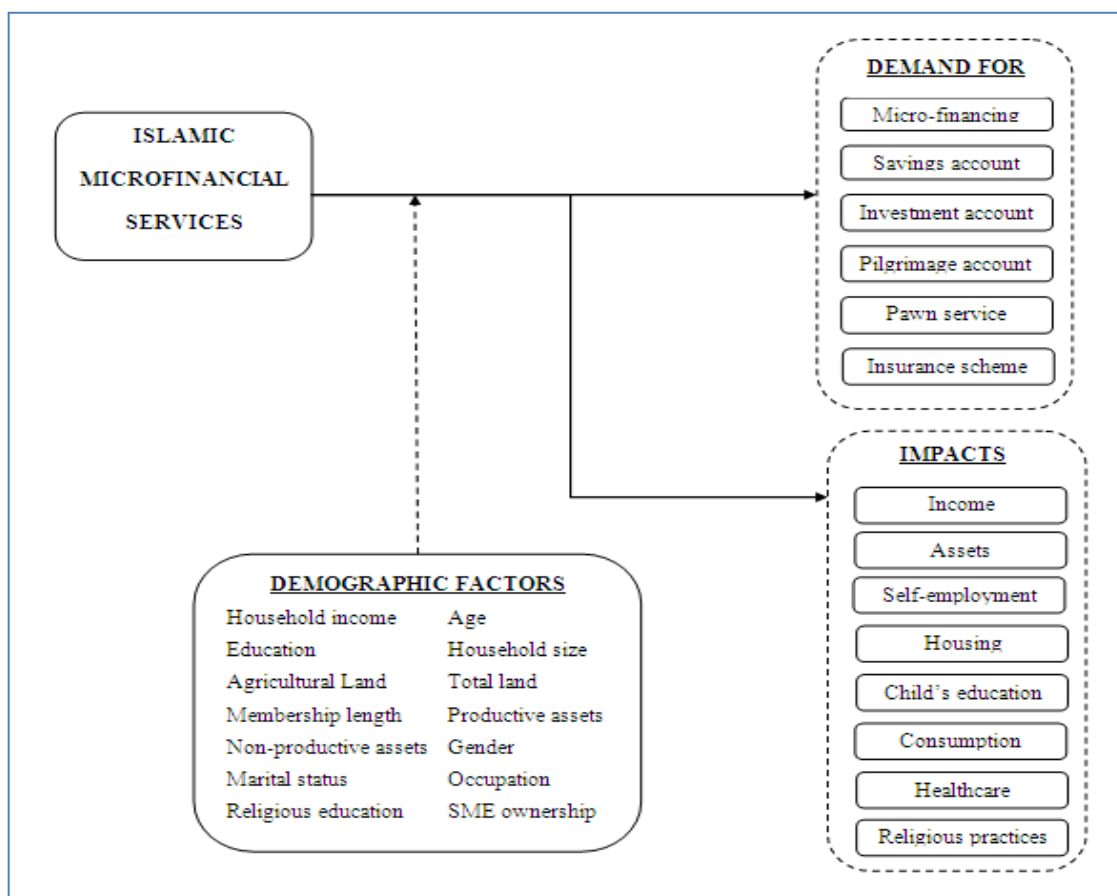 ISLAMIC
MICROFINANCIAL
SERVICES
DEMAND FOR
Micro-financing
Savings account
Investment account
Pilgrimage account
Pawn service
Insurance scheme
IMPACTS
Income
Assets
Self-employment
Housing
Child's education
Consumption
Healthcare
Religious practices
DEMOGRAPHIC FACTORS
Household income Age
Education Household size
Agricultural Land Total land
Membership length Productive assets
Non-productive assets Gender
Marital status Occupation
Religious education SME ownership